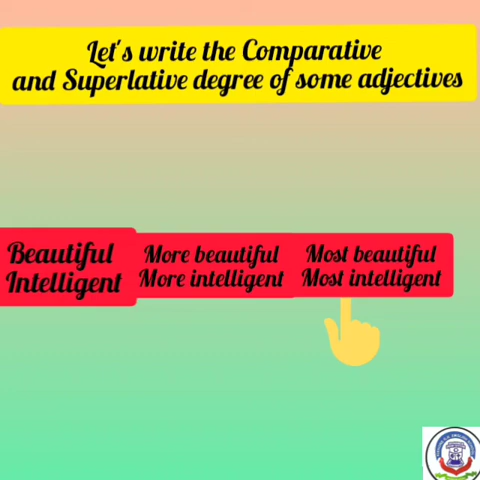 Let's write the Comparative
and Superlative degree of some adjectives
Beautiful
Intelligent
More beautiful
More intelligent
Most beautiful
Most intelligent